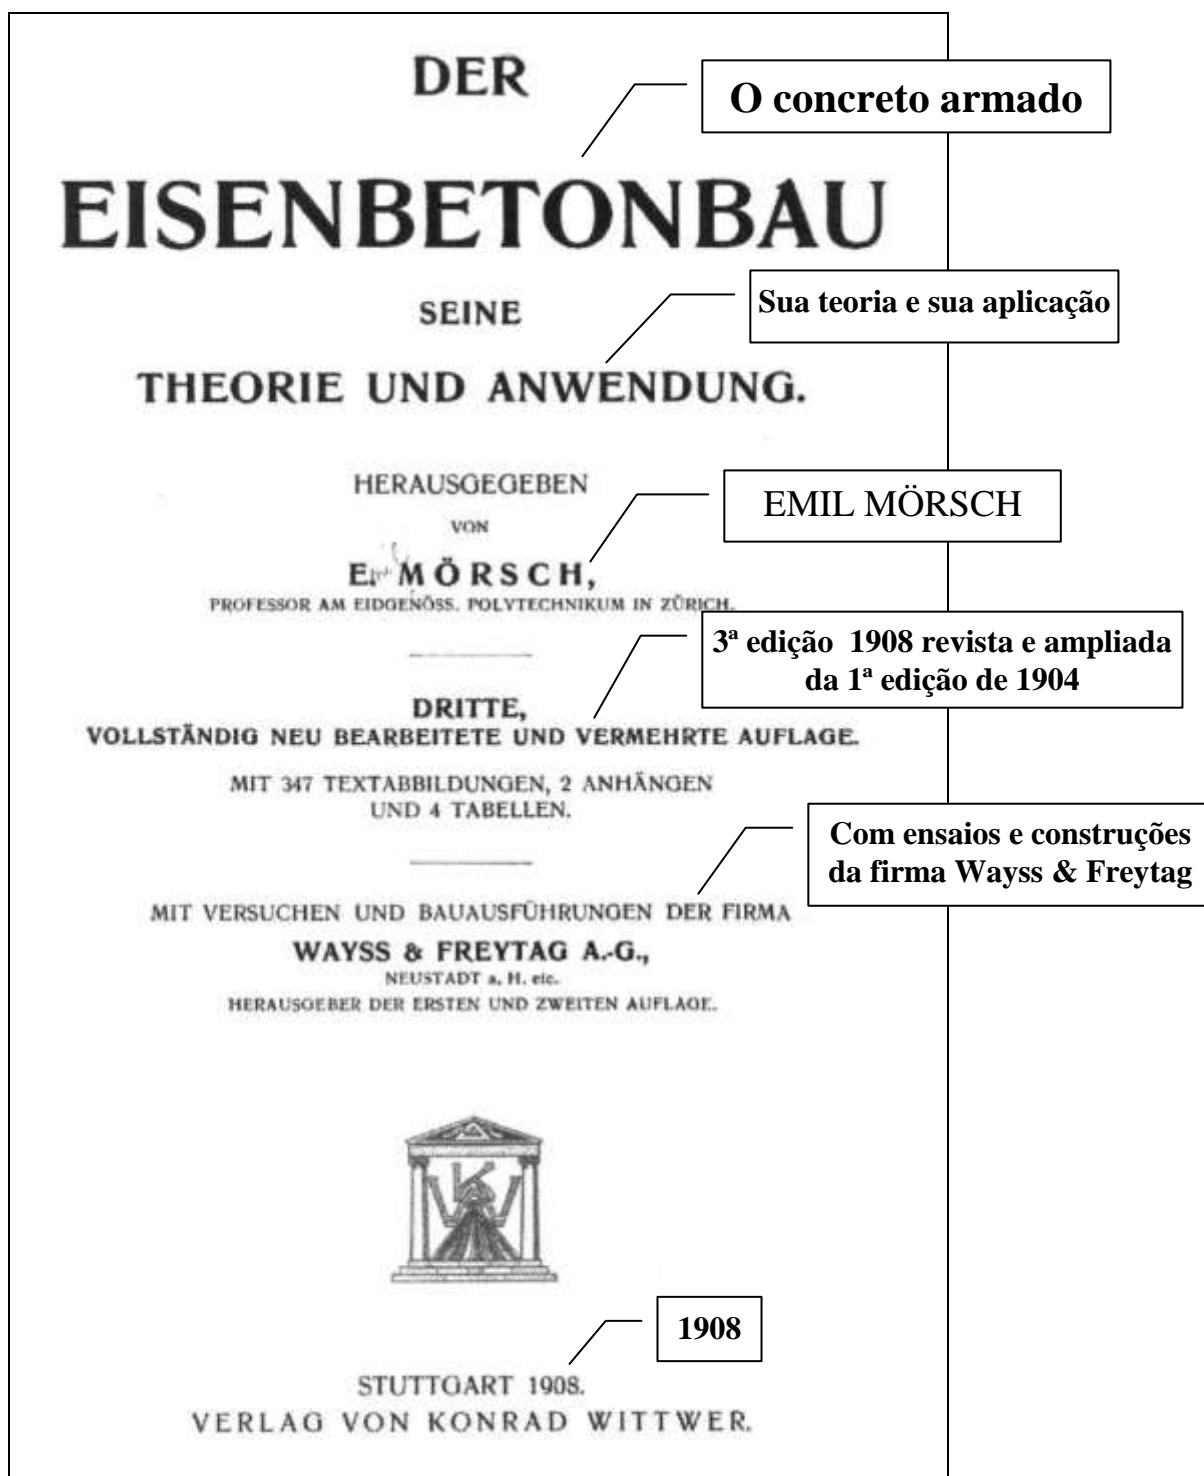 DER
O concreto armado
EISENBETONBAU
SEINE
Sua teoria e sua aplicação
THEORIE UND ANWENDUNG.
HERAUSGEGEBEN
EMIL MÖRSCH
VON
E. MÖRSCH,
PROFESSOR AM EIDGENÖSS. POLYTECHNIKUM IN ZÜRICH.
3ª edição 1908 revista e ampliada
da 1ª edição de 1904
DRITTE,
VOLLSTÄNDIG NEU BEARBEITETE UND VERMEHRTE AUFLAGE.
MIT 347 TEXTABBILDUNGEN, 2 ANHÄNGEN
UND 4 TABELLEN.
Com ensaios e construções
da firma Wayss & Freytag
MIT VERSUCHEN UND BAUAUSFÜHRUNGEN DER FIRMA
WAYSS & FREYTAG A.-G.,
NEUSTADT a. H. etc.
HERAUSGEBER DER ERSTEN UND ZWEITEN AUFLAGE.
1908
STUTTGART 1908.
VERLAG VON KONRAD WITTWER.